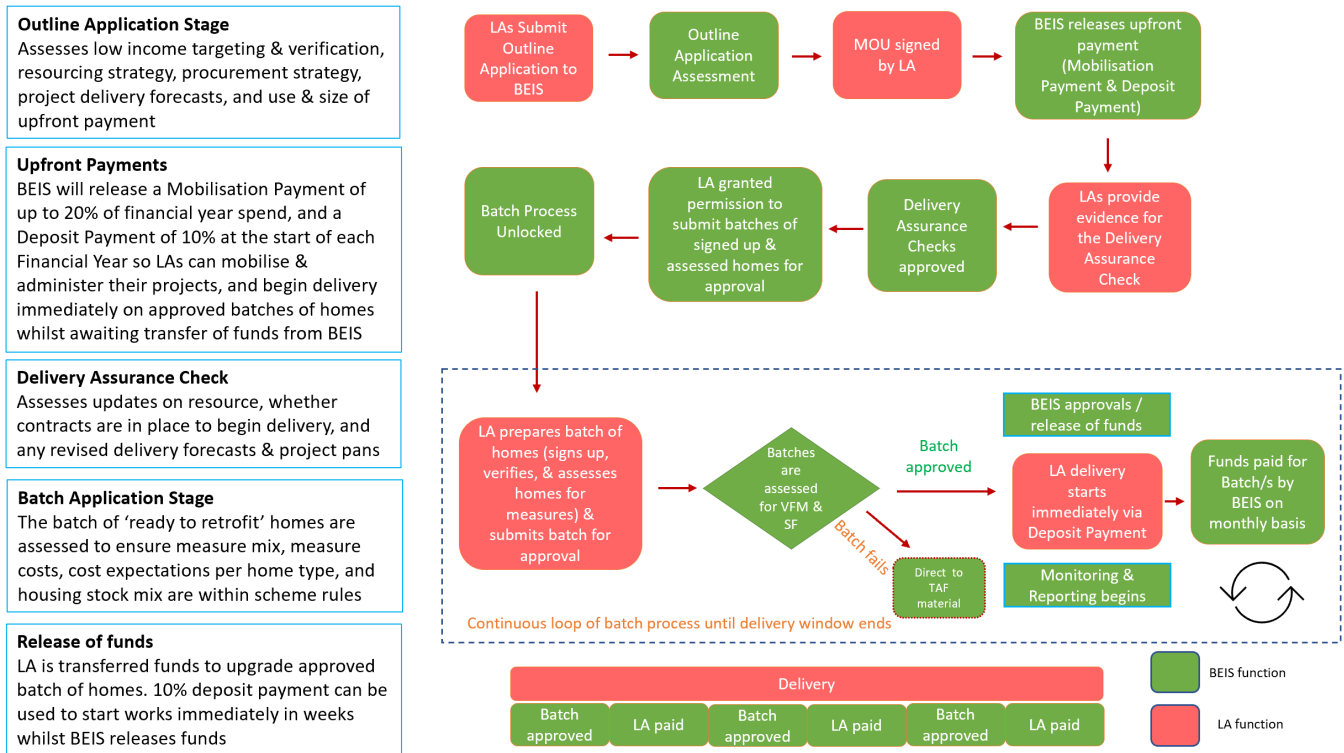 Outline Application Stage
Assesses low income targeting & verification,
resourcing strategy, procurement strategy,
project delivery forecasts, and use & size of
upfront payment
Upfront Payments
BEIS will release a Mobilisation Payment of
up to 20% of financial year spend, and a
Deposit Payment of 10% at the start of each
Financial Year so LAs can mobilise &
administer their projects, and begin delivery
immediately on approved batches of homes
whilst awaiting transfer of funds from BEIS
Delivery Assurance Check
Assesses updates on resource, whether
contracts are in place to begin delivery, and
any revised delivery forecasts & project pans
Batch Application Stage
The batch of ‘ready to retrofit’ homes are
assessed to ensure measure mix, measure
costs, cost expectations per home type, and
housing stock mix are within scheme rules
Release of funds
LA is transferred funds to upgrade approved
batch of homes. 10% deposit payment can be
used to start works immediately in weeks
whilst BEIS releases funds
LAs Submit
Outline
Application to
BEIS
Outline
Application
Assessment
MOU signed
by LA
BEIS releases upfront
payment
(Mobilisation
Payment & Deposit
Payment)
LAs provide
evidence for
the Delivery
Assurance
Check
Delivery
Assurance
Checks
approved
LA granted
permission to
submit batches of
signed up &
assessed homes for
approval
Batch Process
Unlocked
LA prepares batch of
homes (signs up,
verifies, & assesses
homes for
measures) &
submits batch for
approval
Batches
are
assessed
for VFM &
SF
Batch
approved
Batch fails
Direct to
TAF
material
BEIS approvals /
release of funds
LA delivery
starts
immediately via
Deposit Payment
Monitoring &
Reporting begins
Funds paid for
Batch/s by
BEIS on
monthly basis
Continuous loop of batch process until delivery window ends
Delivery
Batch
approved
LA paid
Batch
approved
LA paid
Batch
approved
LA paid
BEIS function
LA function